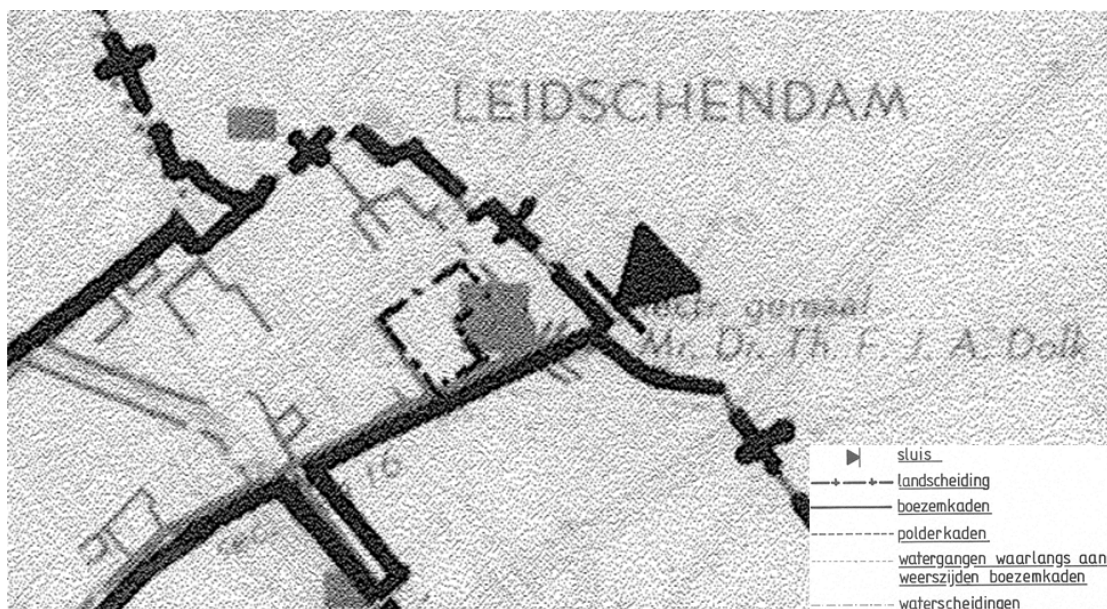 LEIDSCHENDAM
gemaal
Mr. Dr. Th. F. J. A. Dolk
16
sluis
landscheiding
boezemkaden
polderkaden
watergangen waarlangs aan
weerszijden boezemkaden
waterscheidingen